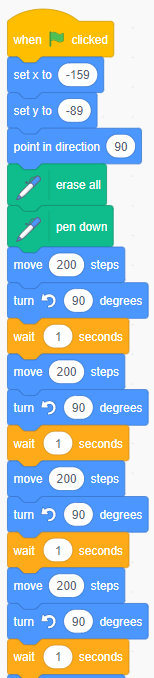 when clicked
set x to -159
set y to -89
point in direction 90
erase all
pen down
move 200 steps
turn 90 degrees
wait 1 seconds
move 200 steps
turn 90 degrees
wait 1 seconds
move 200 steps
turn 90 degrees
wait 1 seconds
move 200 steps
turn 90 degrees
wait 1 seconds